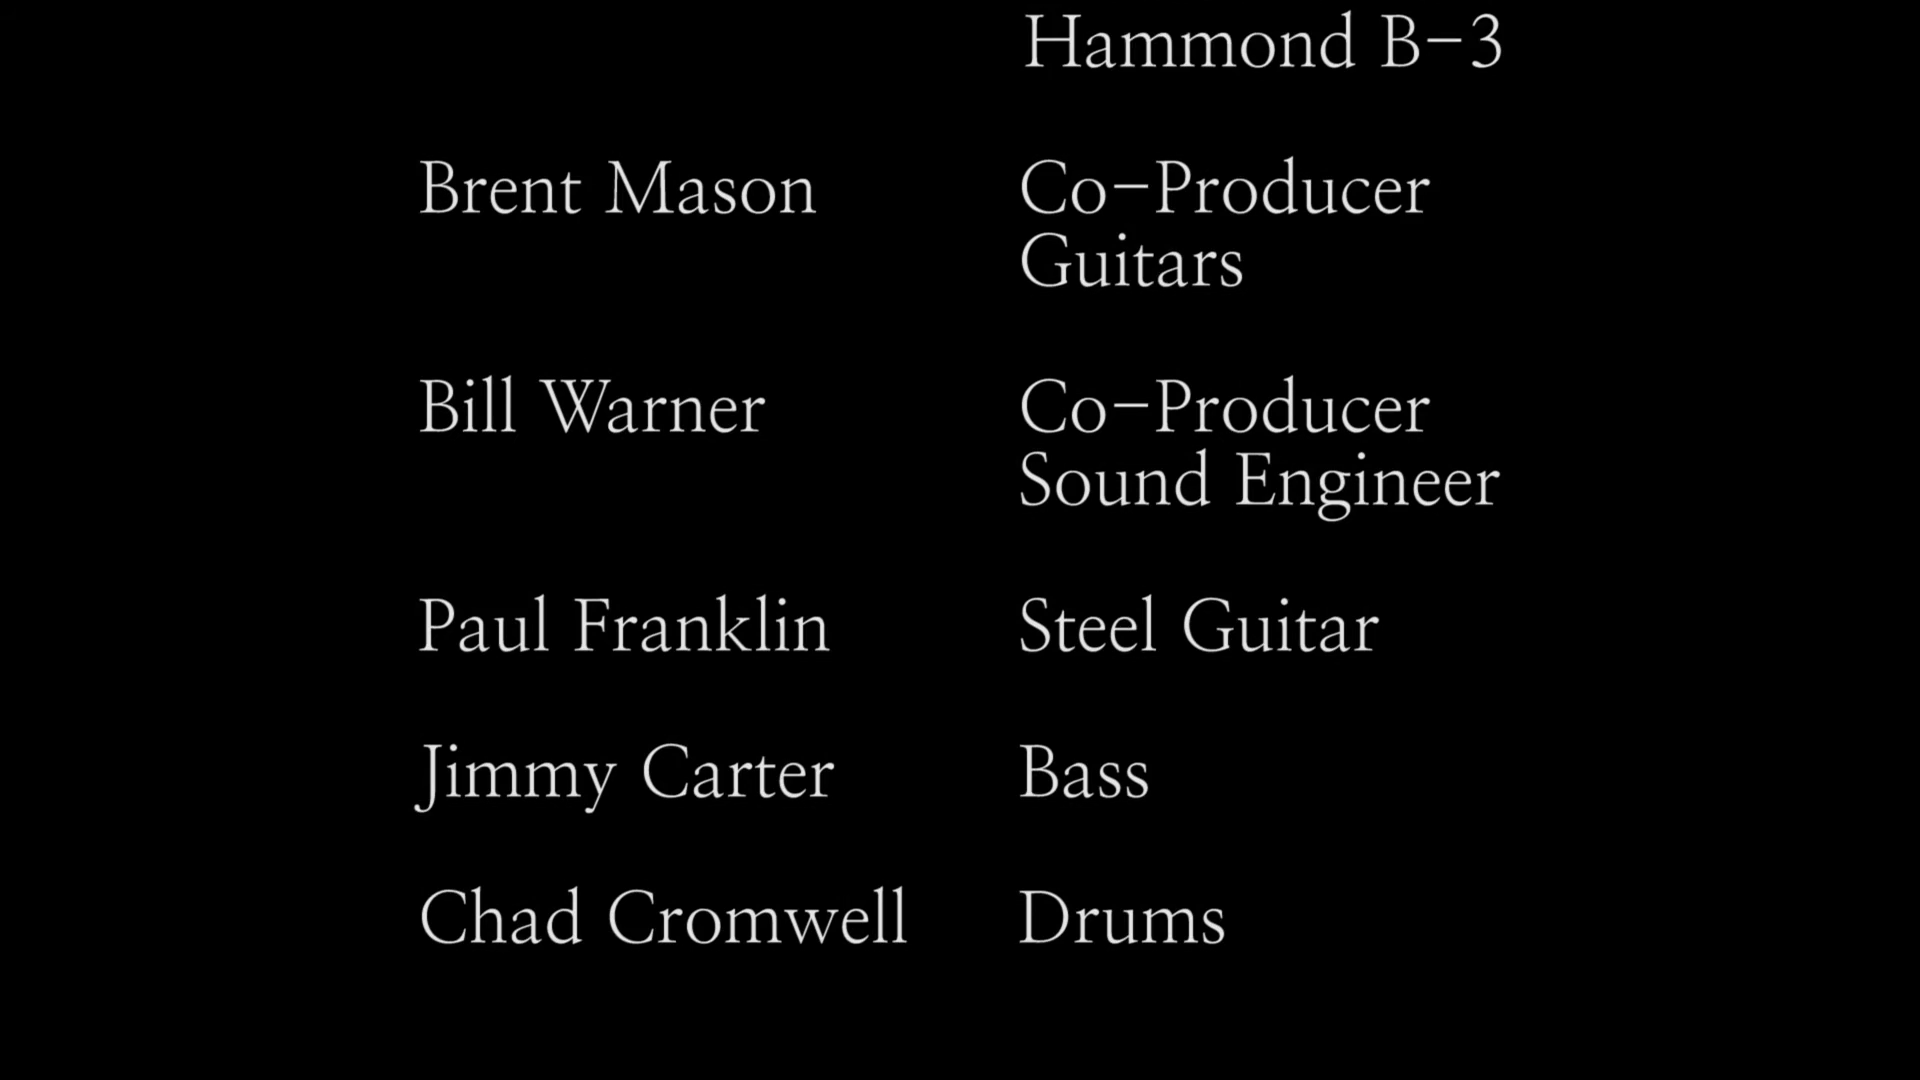 Hammond B-3
Brent Mason Co-Producer
Guitars
Bill Warner Co-Producer
Sound Engineer
Paul Franklin Steel Guitar
Jimmy Carter Bass
Chad Cromwell Drums